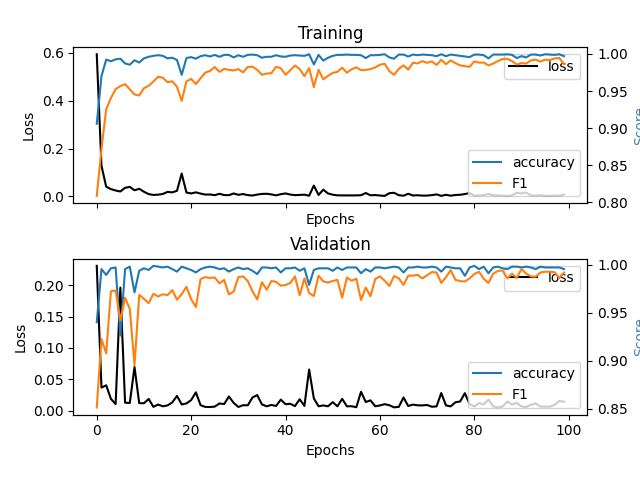 Training
0.6
0.4
0.2
0.0
Loss
1.00
0.95
0.90
0.85
0.80
Score
loss
accuracy
F1
Epochs
Validation
0.20
0.15
0.10
0.05
0.00
Loss
1.00
0.95
0.90
0.85
Score
loss
accuracy
F1
0 20 40 60 80 100
Epochs